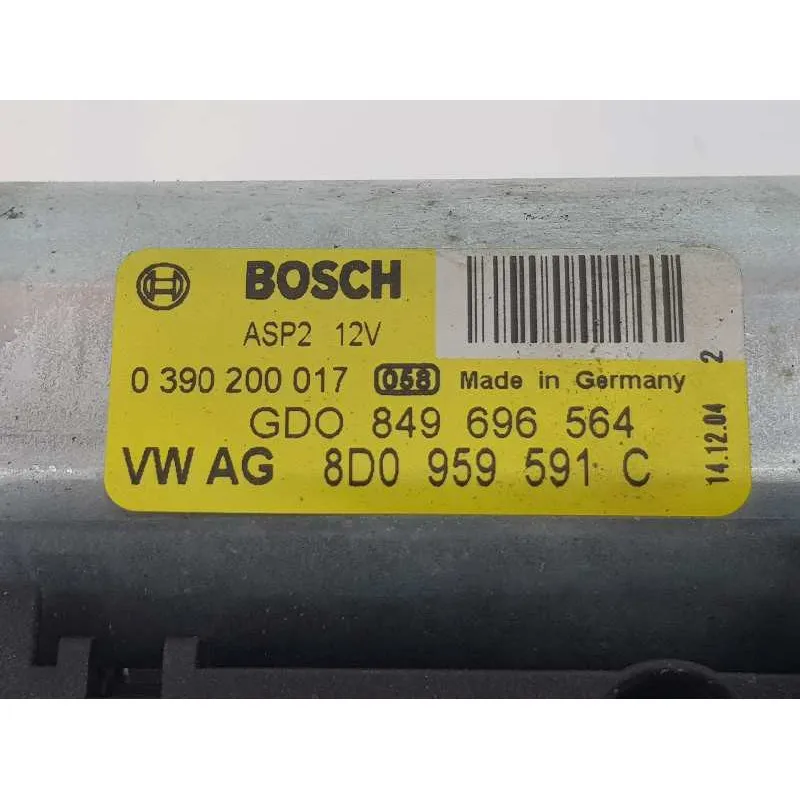 BOSCH
ASP2 12V
0 390 200 017 058 Made in Germany
GDO 849 696 564
VW AG 8D0 959 591 C
14.12.04 2